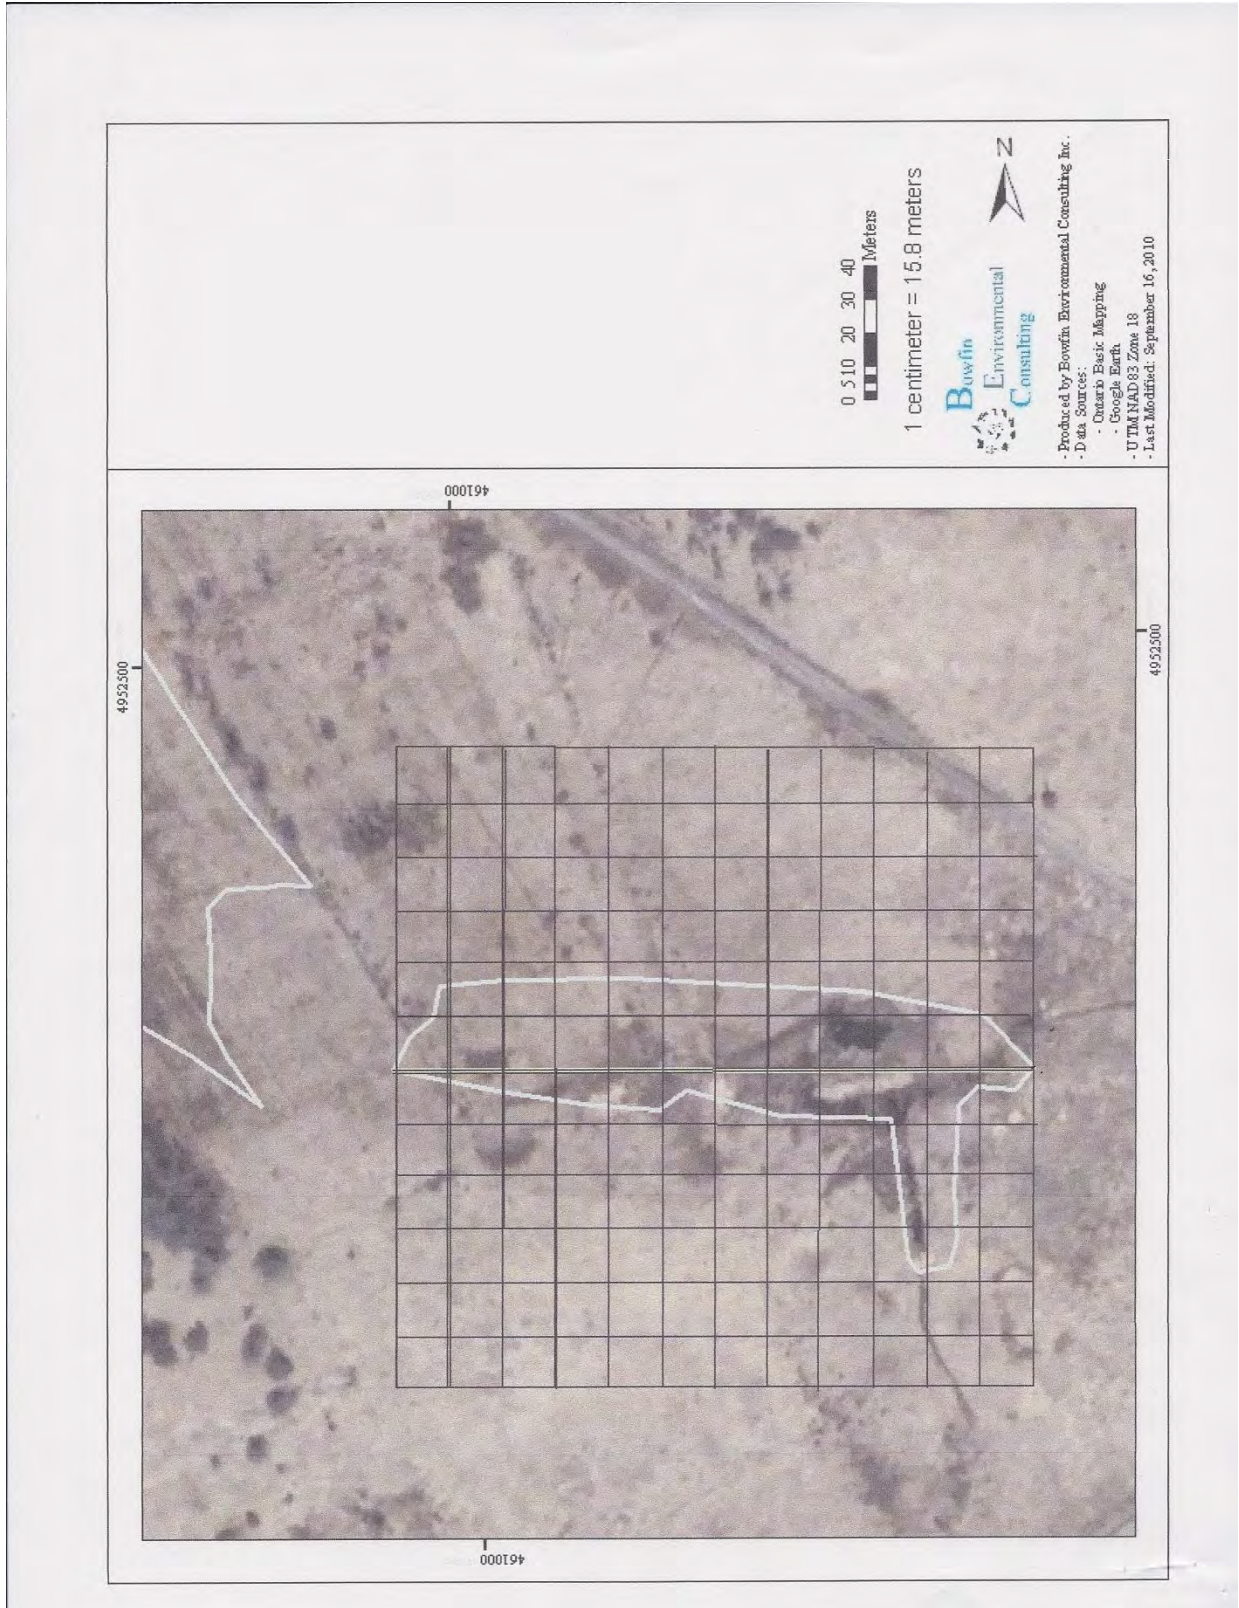 4952500
461000
461000
4952500
0 5 10 20 30 40
Meters
1 centimeter = 15.8 meters
Bowfin
Environmental
Consulting
N
- Produced by Bowfin Environmental Consulting Inc.
- Data Sources:
- Ontario Basic Mapping
- Google Earth
- UTM NAD 83 Zone 18
- Last Modified: September 16, 2010